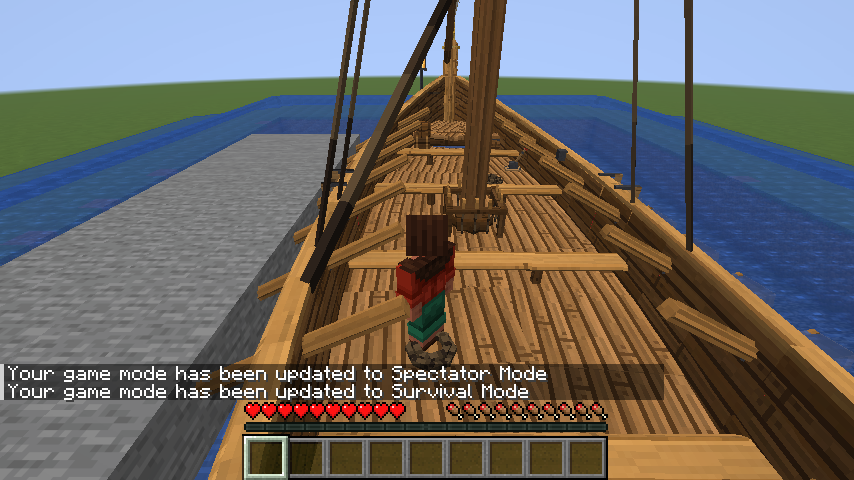 Your game mode has been updated to Spectator Mode
Your game mode has been updated to Survival Mode